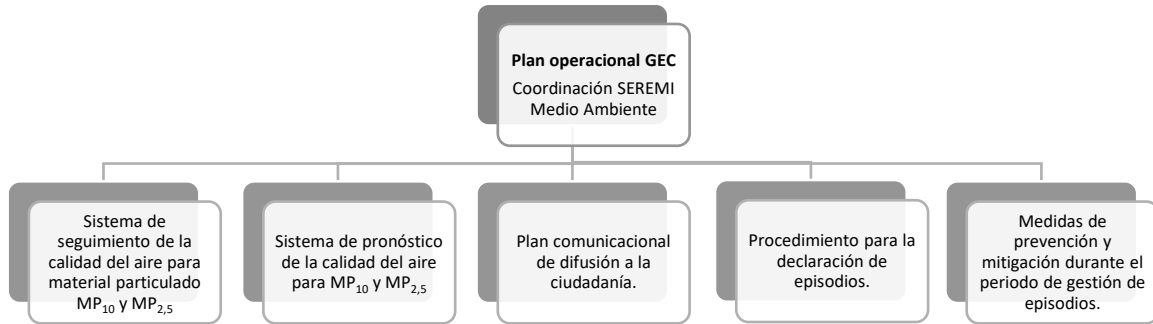 Plan operacional GEC
Coordinación SEREMI
Medio Ambiente
Sistema de
seguimiento de la
calidad del aire para
material particulado
MP₁₀ y MP₂,₅
Sistema de pronóstico
de la calidad del aire
para MP₁₀ y MP₂,₅
Plan comunicacional
de difusión a la
ciudadanía.
Procedimiento para la
declaración de
episodios.
Medidas de
prevención y
mitigación durante el
periodo de gestión de
episodios.